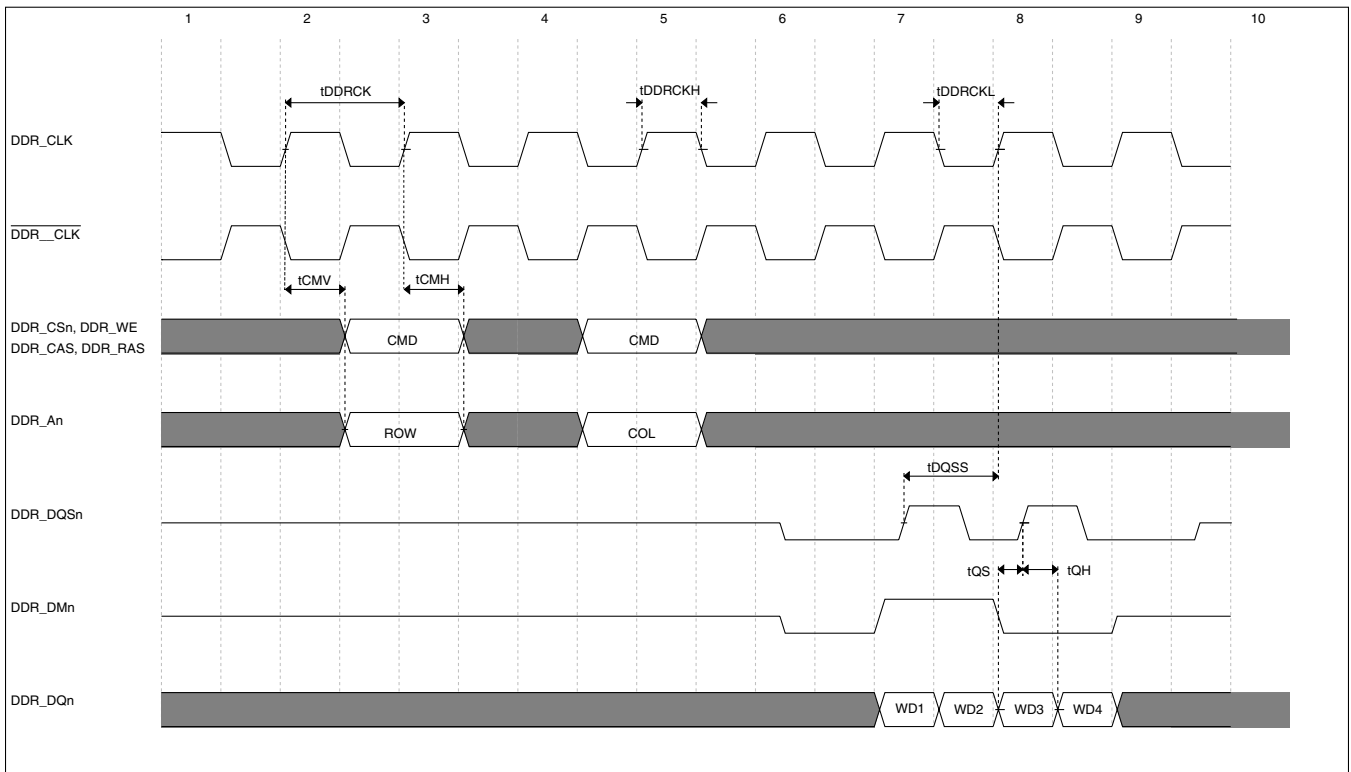 1 2 3 4 5 6 7 8 9 10
tDDRCK tDDRCKH tDDRCKL
DDR_CLK
DDR__CLK
tCMV tCMH
DDR_CSn, DDR_WE
DDR_CAS, DDR_RAS
CMD CMD
DDR_An
ROW COL
tDQSS
DDR_DQSn
tQS tQH
DDR_DMn
DDR_DQn
WD1 WD2 WD3 WD4